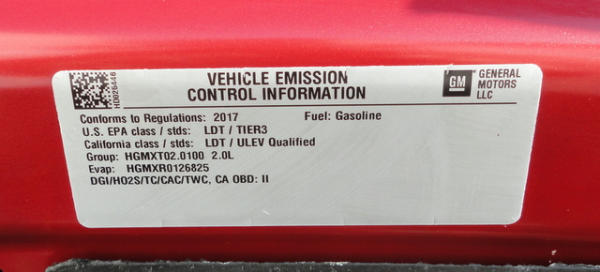 HD026446
VEHICLE EMISSION
CONTROL INFORMATION
GM
GENERAL
MOTORS
LLC
Conforms to Regulations: 2017 Fuel: Gasoline
U.S. EPA class / stds: LDT / TIER3
California class / stds: LDT / ULEV Qualified
Group: HGMXT02.0100 2.0L
Evap: HGMXR0126825
DGI/HO2S/TC/CAC/TWC, CA OBD: II